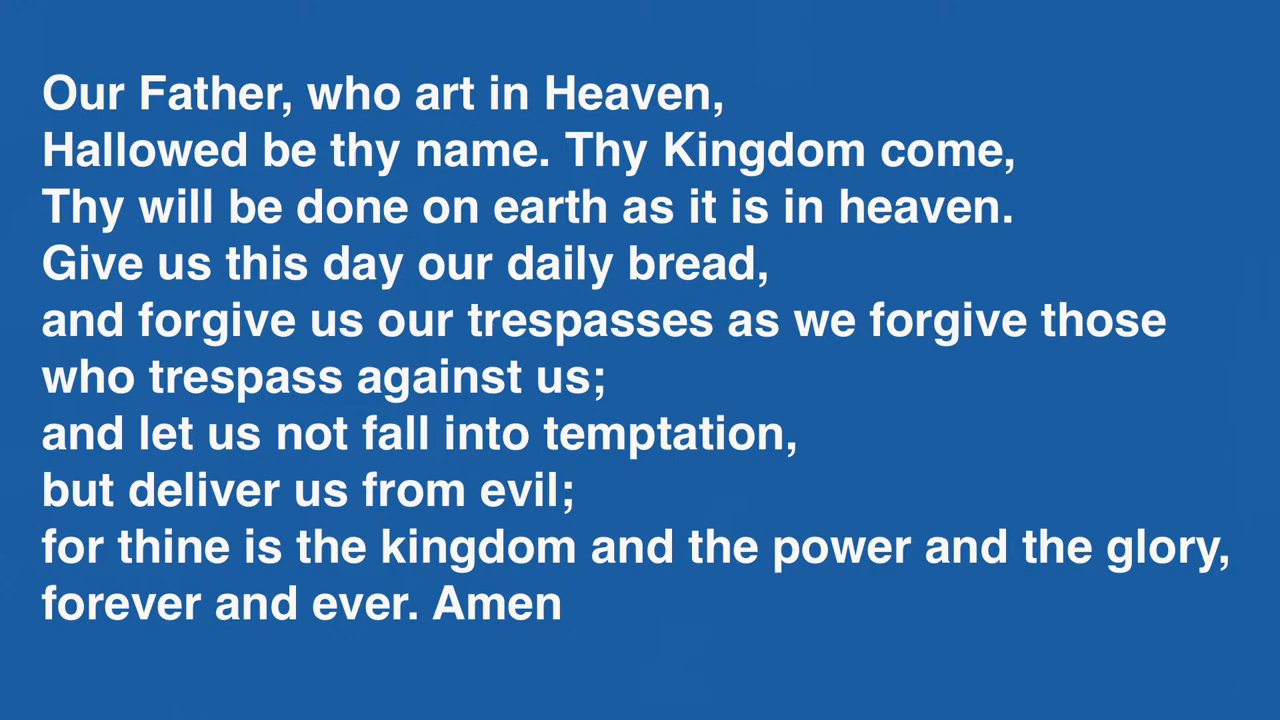 Our Father, who art in Heaven,
Hallowed be thy name. Thy Kingdom come,
Thy will be done on earth as it is in heaven.
Give us this day our daily bread,
and forgive us our trespasses as we forgive those
who trespass against us;
and let us not fall into temptation,
but deliver us from evil;
for thine is the kingdom and the power and the glory,
forever and ever. Amen